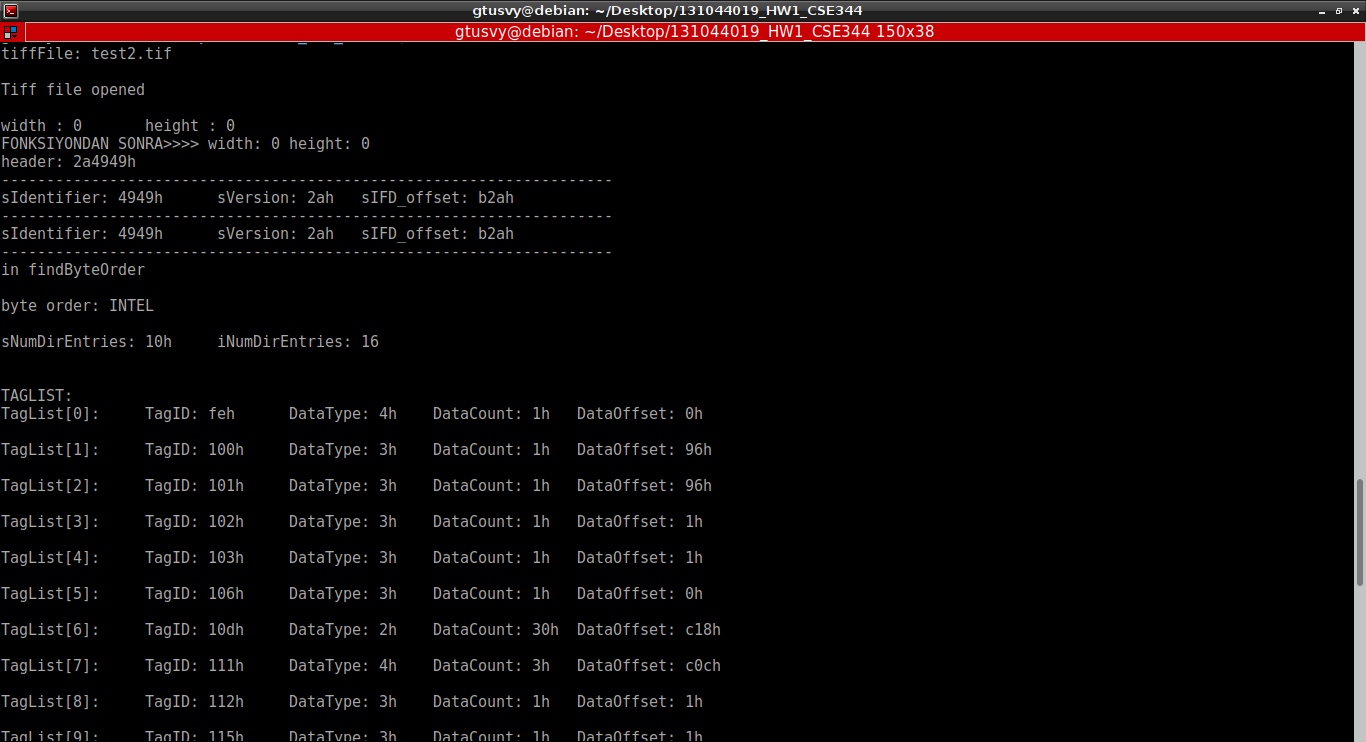 gtusvy@debian: ~/Desktop/131044019_HW1_CSE344
gtusvy@debian: ~/Desktop/131044019_HW1_CSE344 150x38
tiffFile: test2.tif
Tiff file opened
width : 0 height : 0
FONKSIYONDAN SONRA>>>> width: 0 height: 0
header: 2a4949h
--------------------------------------------------------------------
sIdentifier: 4949h sVersion: 2ah sIFD_offset: b2ah
--------------------------------------------------------------------
sIdentifier: 4949h sVersion: 2ah sIFD_offset: b2ah
--------------------------------------------------------------------
in findByteOrder
byte order: INTEL
sNumDirEntries: 10h iNumDirEntries: 16
TAGLIST:
TagList[0]: TagID: feh DataType: 4h DataCount: 1h DataOffset: 0h
TagList[1]: TagID: 100h DataType: 3h DataCount: 1h DataOffset: 96h
TagList[2]: TagID: 101h DataType: 3h DataCount: 1h DataOffset: 96h
TagList[3]: TagID: 102h DataType: 3h DataCount: 1h DataOffset: 1h
TagList[4]: TagID: 103h DataType: 3h DataCount: 1h DataOffset: 1h
TagList[5]: TagID: 106h DataType: 3h DataCount: 1h DataOffset: 0h
TagList[6]: TagID: 10dh DataType: 2h DataCount: 30h DataOffset: c18h
TagList[7]: TagID: 111h DataType: 4h DataCount: 3h DataOffset: c0ch
TagList[8]: TagID: 112h DataType: 3h DataCount: 1h DataOffset: 1h
TagList[9]: TagID: 115h DataType: 3h DataCount: 1h DataOffset: 1h